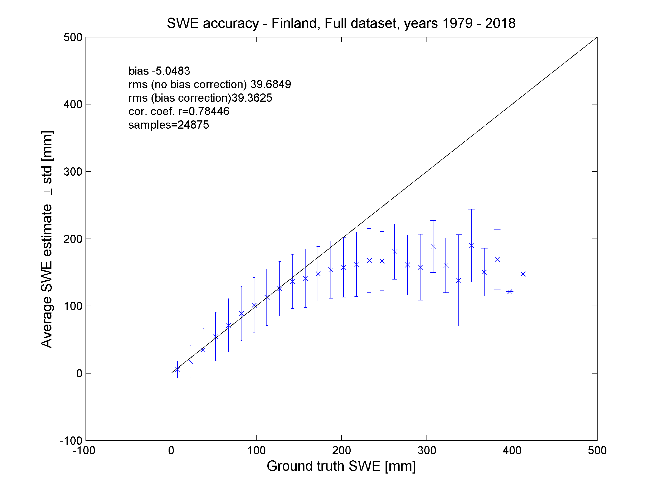 SWE accuracy - Finland, Full dataset, years 1979 - 2018
500
400
300
200
100
0
-100
bias -5.0483
rms (no bias correction) 39.6849
rms (bias correction)39.3625
cor. coef. r=0.78446
samples=24875
Average SWE estimate ± std [mm]
-100 0 100 200 300 400 500
Ground truth SWE [mm]